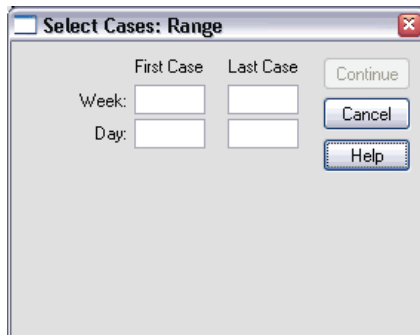 Select Cases: Range
First Case Last Case
Continue
Week:
Cancel
Day:
Help